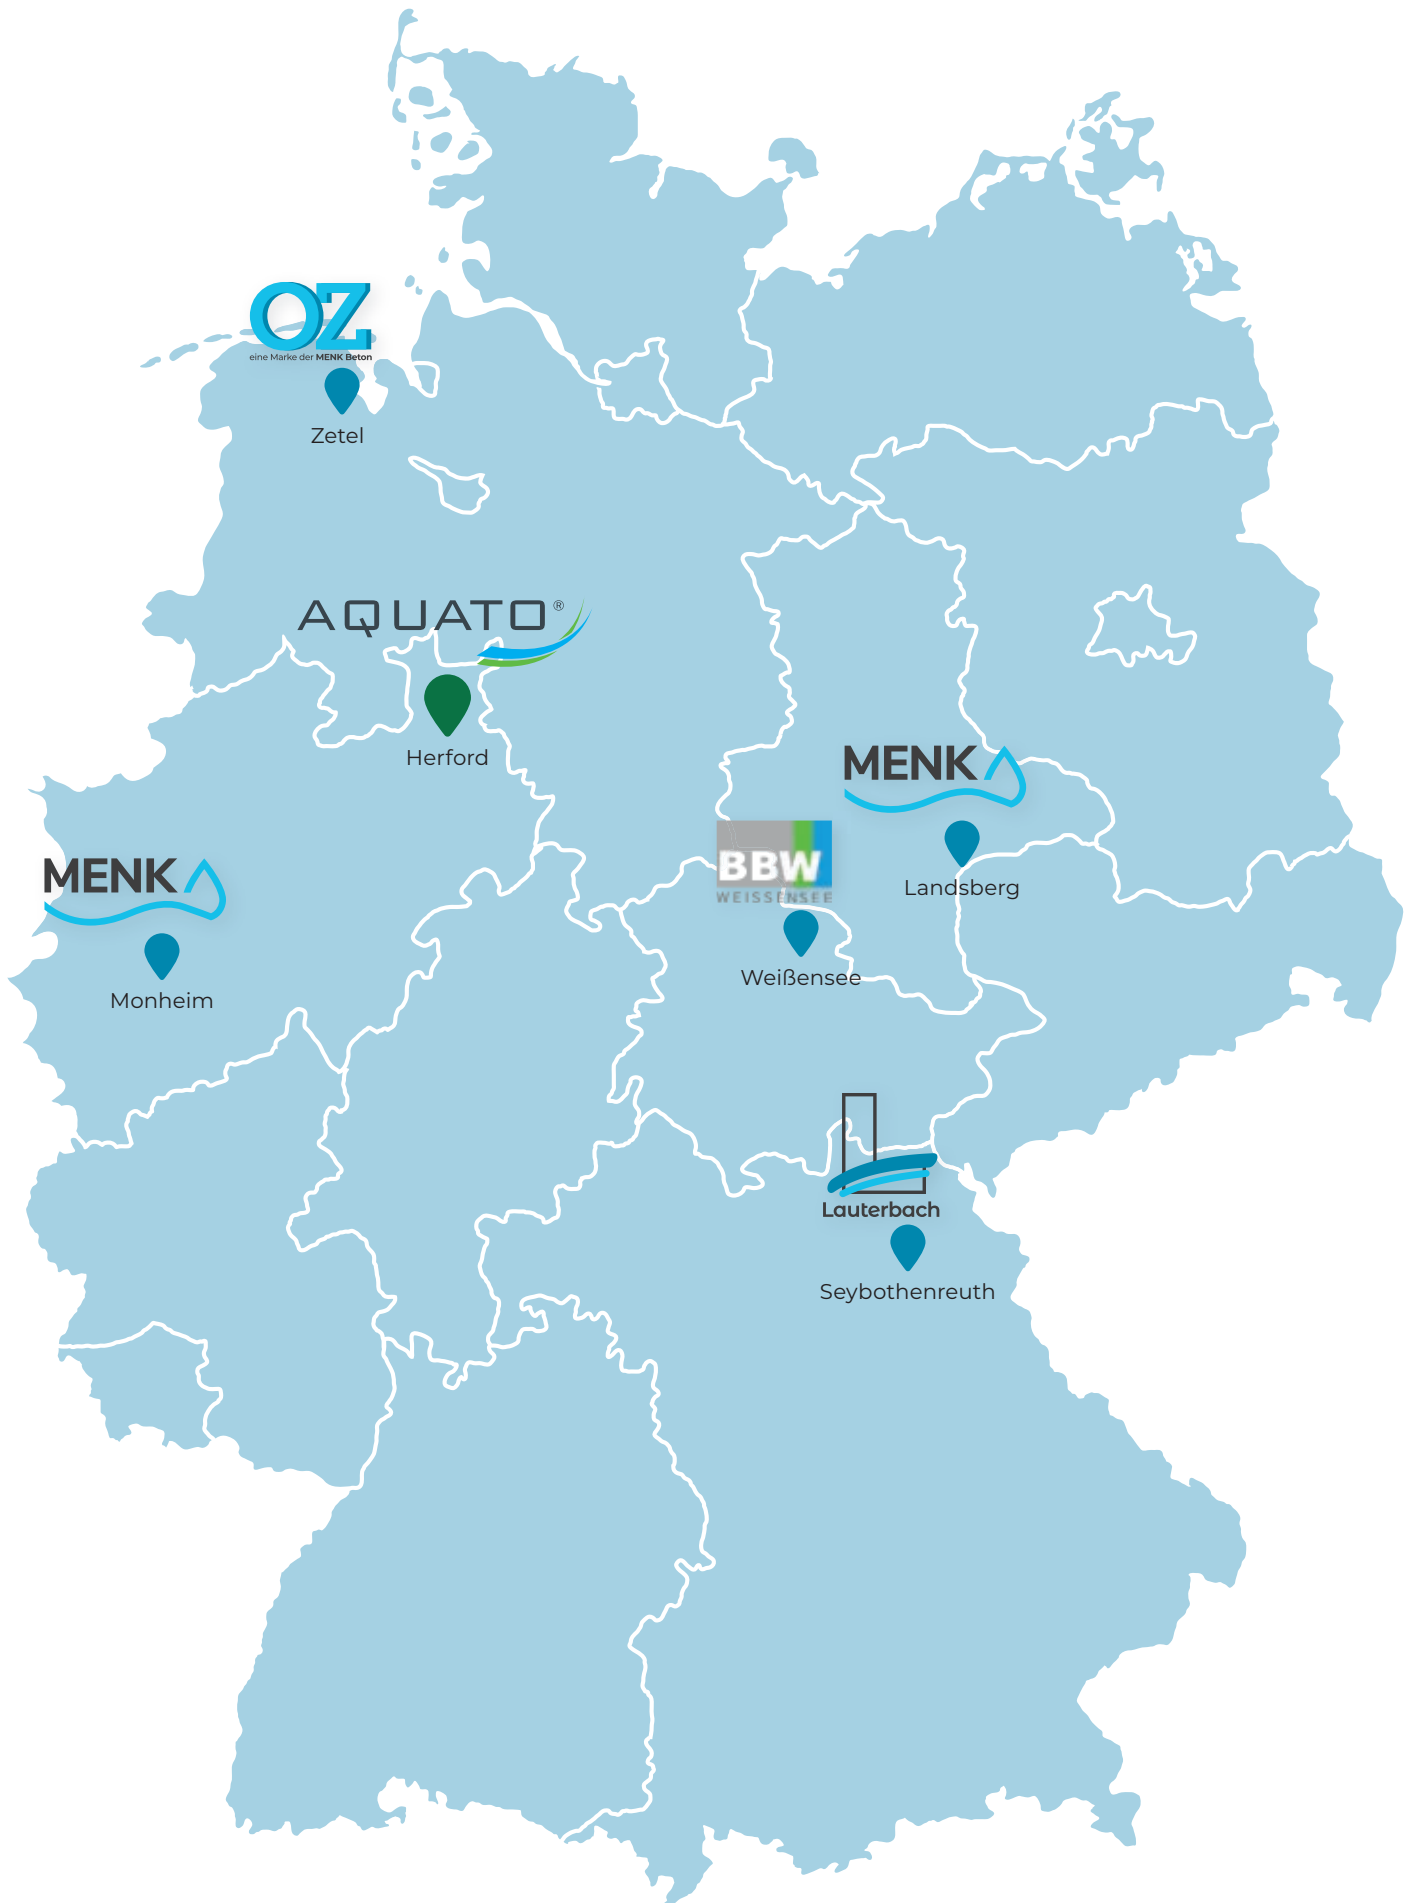 OZ
eine Marke der MENK Beton
Zetel
AQUATO®
Herford
MENK
Landsberg
BBW
WEISSENSEE
Weißensee
MENK
Monheim
Lauterbach
Seybothenreuth